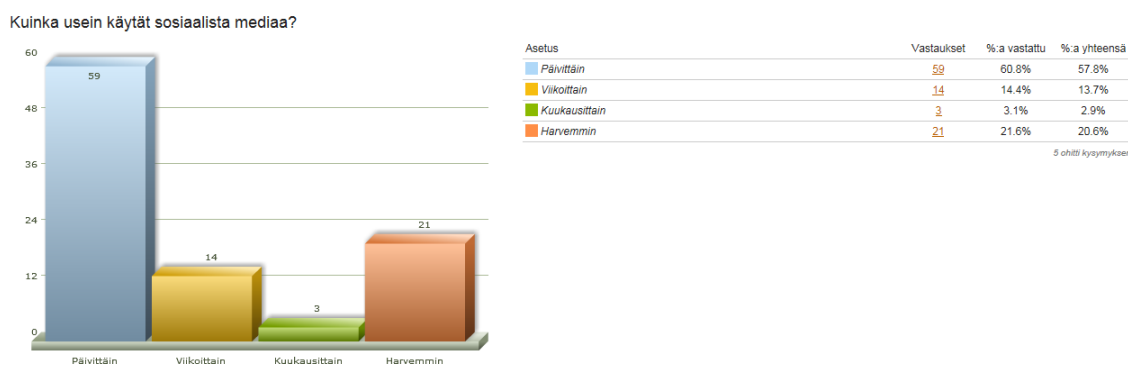 Kuinka usein käytät sosiaalista mediaa?
60
48
36
24
12
0
59
14
3
21
Päivittäin Viikoittain Kuukausittain Harvemmin
Asetus Vastaukset %:a vastattu %:a yhteensä
Päivittäin 59 60.8% 57.8%
Viikoittain 14 14.4% 13.7%
Kuukausittain 3 3.1% 2.9%
Harvemmin 21 21.6% 20.6%
5 ohitti kysymyksen